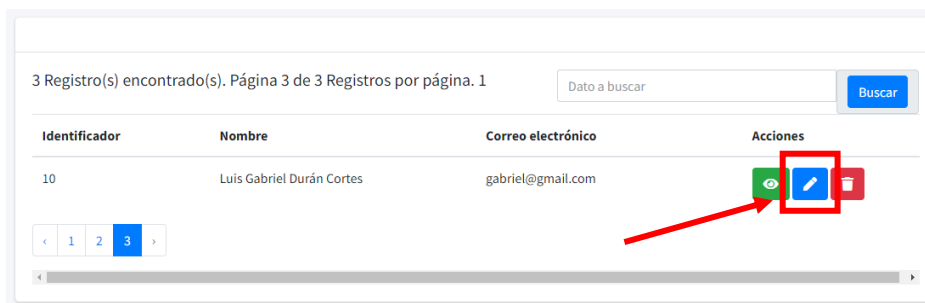 3 Registro(s) encontrado(s). Página 3 de 3 Registros por página. 1
Dato a buscar
Buscar
Identificador Nombre Correo electrónico Acciones
10 Luis Gabriel Durán Cortes gabriel@gmail.com
‹ 1 2 3 ›